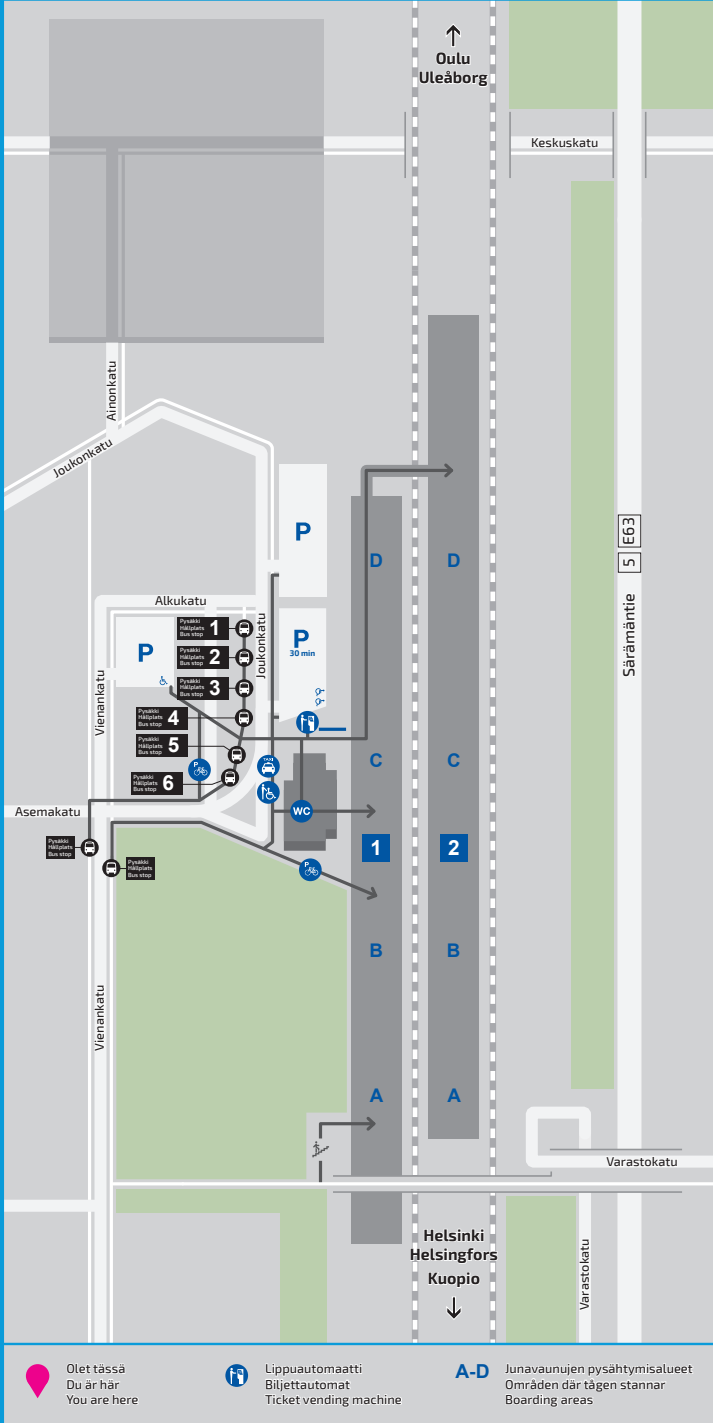 Oulu
Uleåborg
Keskuskatu
Ainonkatu
Joukonkatu
E63
5
Särämäntie
P
D
D
Alkukatu
Joukonkatu
Pysäkki
Hållplats
Bus stop
1
P
30 min
P
Pysäkki
Hållplats
Bus stop
2
Pysäkki
Hållplats
Bus stop
3
Vienankatu
Pysäkki
Hållplats
Bus stop
4
Pysäkki
Hållplats
Bus stop
5
TAXI
P
C
C
Pysäkki
Hållplats
Bus stop
6
Asemakatu
WC
Pysäkki
Hållplats
Bus stop
1
2
Pysäkki
Hållplats
Bus stop
P
B
B
Vienankatu
A
A
Varastokatu
Helsinki
Helsingfors
Kuopio
Varastokatu
Olet tässä
Du är här
You are here
Lippuautomaatti
Biljettautomat
Ticket vending machine
A-D
Junavaunujen pysähtymisalueet
Områden där tågen stannar
Boarding areas